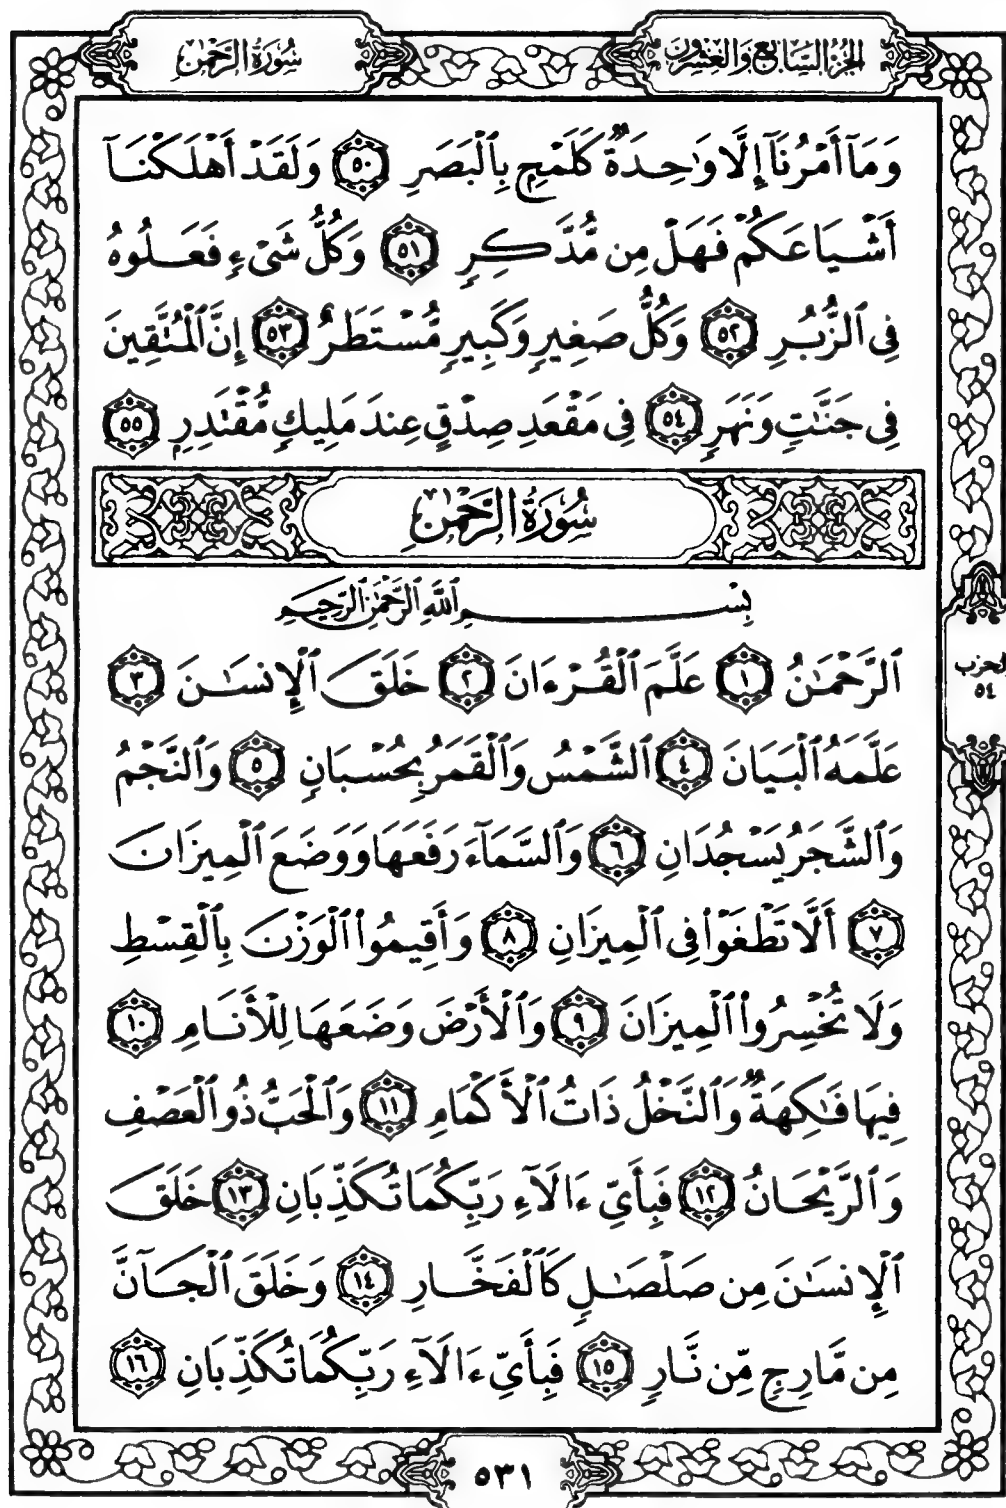 الجزء السابع والعشرون
سورة الرحمن
وَمَآ أَمْرُنَآ إِلَّا وَٰحِدَةٌ كَلَمْحٍۭ بِٱلْبَصَرِ ٥٠ وَلَقَدْ أَهْلَكْنَآ
أَشْيَاعَكُمْ فَهَلْ مِن مُّدَّكِرٍ ٥١ وَكُلُّ شَىْءٍ فَعَلُوهُ
فِى ٱلزُّبُرِ ٥٢ وَكُلُّ صَغِيرٍ وَكَبِيرٍ مُّسْتَطَرٌ ٥٣ إِنَّ ٱلْمُتَّقِينَ
فِى جَنَّٰتٍ وَنَهَرٍ ٥٤ فِى مَقْعَدِ صِدْقٍ عِندَ مَلِيكٍ مُّقْتَدِرٍۭ ٥٥
سُورَةُ الرَّحْمٰنِ
بِسْمِ ٱللَّهِ ٱلرَّحْمَٰنِ ٱلرَّحِيمِ
ٱلرَّحْمَٰنُ ١ عَلَّمَ ٱلْقُرْءَانَ ٢ خَلَقَ ٱلْإِنسَٰنَ ٣
عَلَّمَهُ ٱلْبَيَانَ ٤ ٱلشَّمْسُ وَٱلْقَمَرُ بِحُسْبَانٍ ٥ وَٱلنَّجْمُ
وَٱلشَّجَرُ يَسْجُدَانِ ٦ وَٱلسَّمَآءَ رَفَعَهَا وَوَضَعَ ٱلْمِيزَانَ
٧ أَلَّا تَطْغَوْا۟ فِى ٱلْمِيزَانِ ٨ وَأَقِيمُوا۟ ٱلْوَزْنَ بِٱلْقِسْطِ
وَلَا تُخْسِرُوا۟ ٱلْمِيزَانَ ٩ وَٱلْأَرْضَ وَضَعَهَا لِلْأَنَامِ ١٠
فِيهَا فَٰكِهَةٌ وَٱلنَّخْلُ ذَاتُ ٱلْأَكْمَامِ ١١ وَٱلْحَبُّ ذُو ٱلْعَصْفِ
وَٱلرَّيْحَانُ ١٢ فَبِأَىِّ ءَالَآءِ رَبِّكُمَا تُكَذِّبَانِ ١٣ خَلَقَ
ٱلْإِنسَٰنَ مِن صَلْصَٰلٍ كَٱلْفَخَّارِ ١٤ وَخَلَقَ ٱلْجَآنَّ
مِن مَّارِجٍ مِّن نَّارٍ ١٥ فَبِأَىِّ ءَالَآءِ رَبِّكُمَا تُكَذِّبَانِ ١٦
الحزب
٥٤
٥٣١